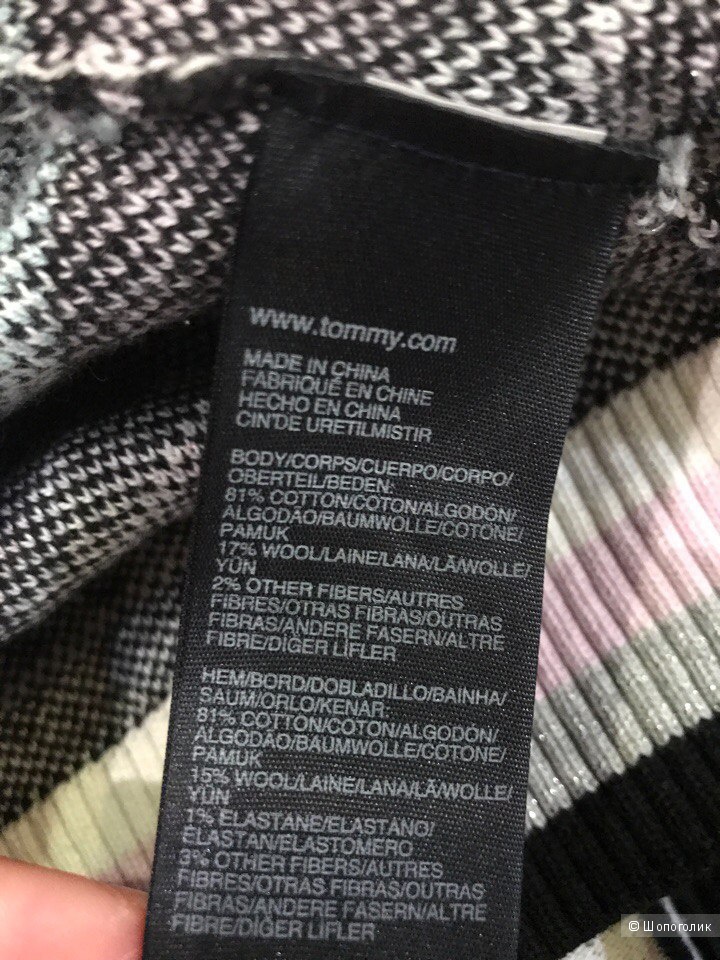 www.tommy.com
MADE IN CHINA
FABRIQUÉ EN CHINE
HECHO EN CHINA
CIN'DE URETILMISTIR
BODY/CORPS/CUERPO/CORPO/
OBERTEIL/BEDEN:
81% COTTON/COTON/ALGODÓN/
ALGODÃO/BAUMWOLLE/COTONE/
PAMUK
17% WOOL/LAINE/LANA/LÃ/WOLLE/
YÜN
2% OTHER FIBERS/AUTRES
FIBRES/OTRAS FIBRAS/OUTRAS
FIBRAS/ANDERE FASERN/ALTRE
FIBRE/DIGER LIFLER
HEM/BORD/DOBLADILLO/BAINHA/
SAUM/ORLO/KENAR:
81% COTTON/COTON/ALGODÓN/
ALGODÃO/BAUMWOLLE/COTONE/
PAMUK
15% WOOL/LAINE/LANA/LÃ/WOLLE/
YÜN
1% ELASTANE/ELASTANO/
ELASTAN/ELASTOMERO
3% OTHER FIBERS/AUTRES
FIBRES/OTRAS FIBRAS/OUTRAS
FIBRAS/ANDERE FASERN/ALTRE
FIBRE/DIGER LIFLER
© Шопоголик